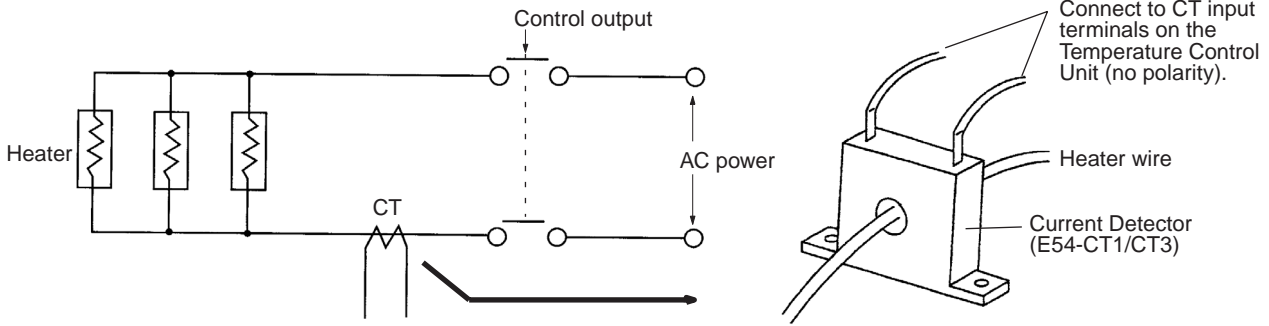 Control output
Heater
CT
AC power
Connect to CT input
terminals on the
Temperature Control
Unit (no polarity).
Heater wire
Current Detector
(E54-CT1/CT3)